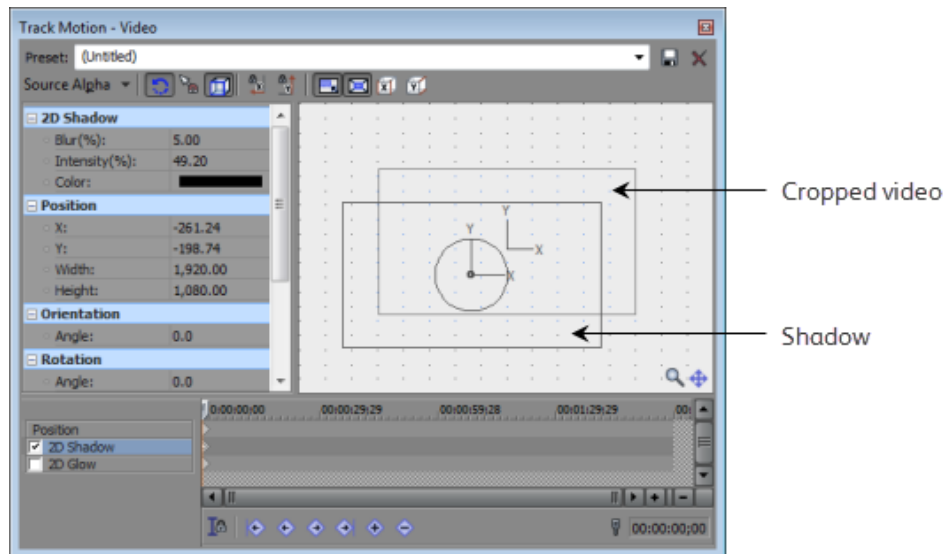 Track Motion - Video
Preset: (Untitled)
Source Alpha
2D Shadow
Blur(%): 5.00
Intensity(%): 49.20
Color:
Position
X: -261.24
Y: -198.74
Width: 1,920.00
Height: 1,080.00
Orientation
Angle: 0.0
Rotation
Angle: 0.0
Y
X
Y
X
Cropped video
Shadow
0:00:00;00 00:00:29;29 00:00:59;28 00:01:29;29 00:
Position
2D Shadow
2D Glow
00:00:00;00